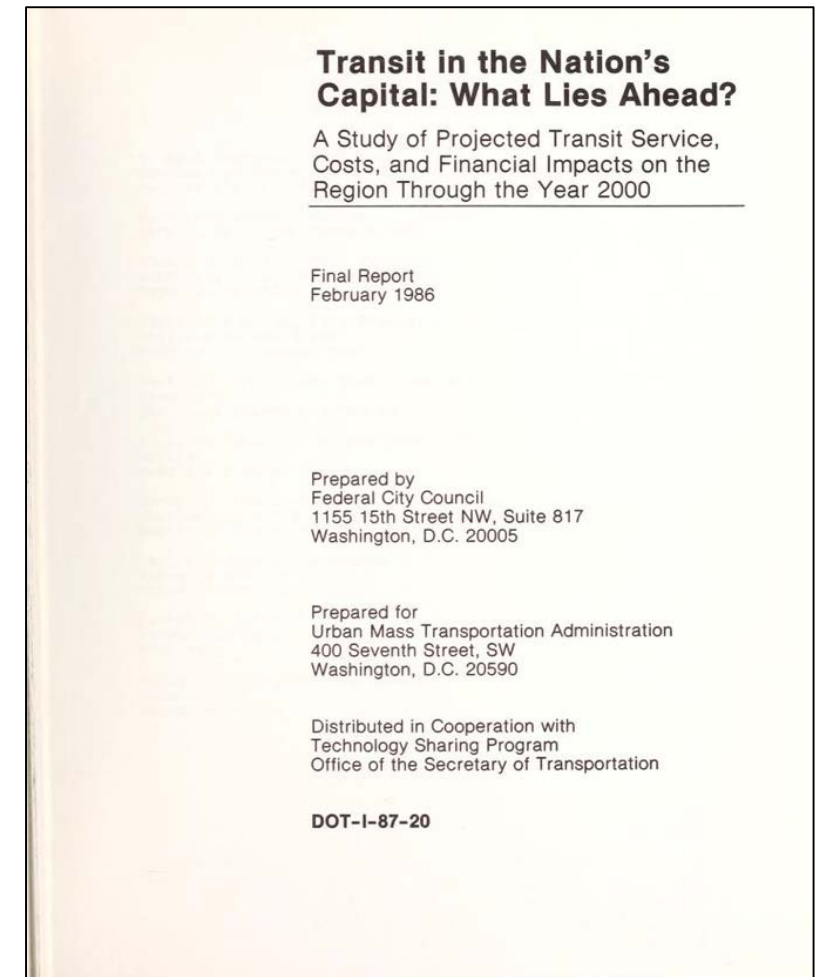 Transit in the Nation's
Capital: What Lies Ahead?
A Study of Projected Transit Service,
Costs, and Financial Impacts on the
Region Through the Year 2000
Final Report
February 1986
Prepared by
Federal City Council
1155 15th Street NW, Suite 817
Washington, D.C. 20005
Prepared for
Urban Mass Transportation Administration
400 Seventh Street, SW
Washington, D.C. 20590
Distributed in Cooperation with
Technology Sharing Program
Office of the Secretary of Transportation
DOT-I-87-20